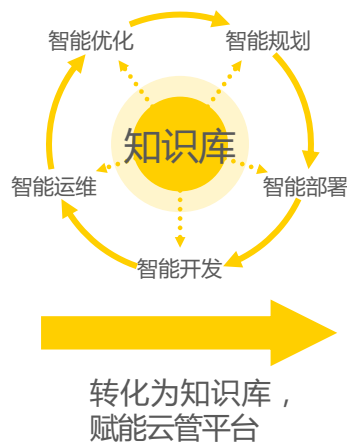 智能优化
智能规划
知识库
智能运维
智能部署
智能开发
转化为知识库，
赋能云管平台